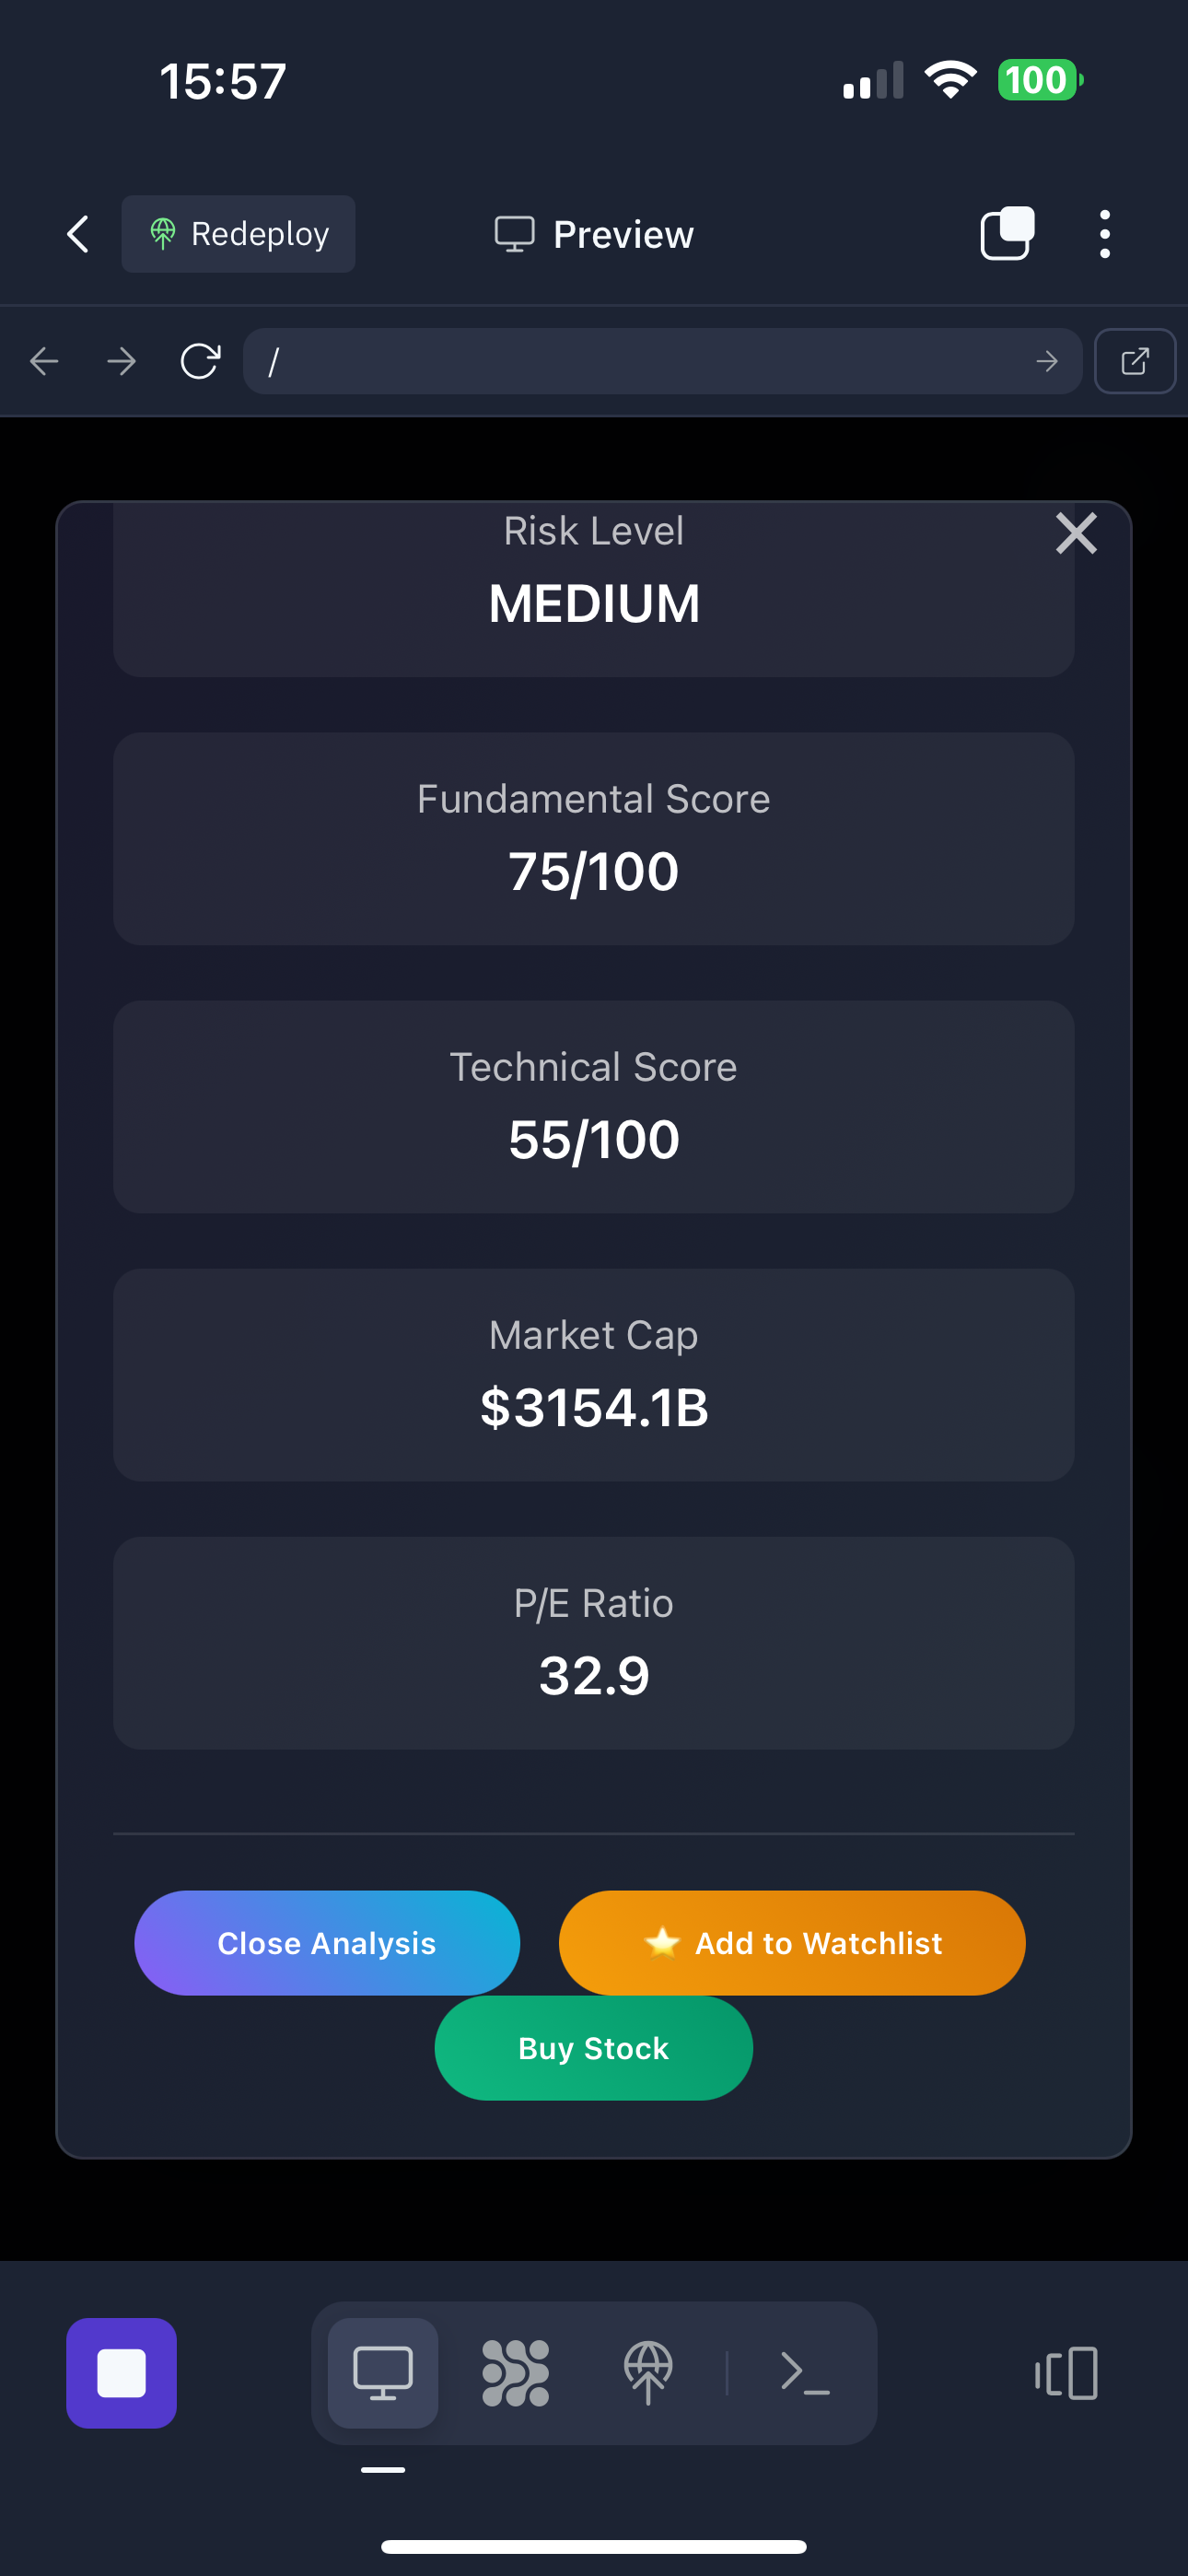 15:57
100
Redeploy
Preview
/
Risk Level
MEDIUM
Fundamental Score
75/100
Technical Score
55/100
Market Cap
$3154.1B
P/E Ratio
32.9
Close Analysis
⭐ Add to Watchlist
Buy Stock